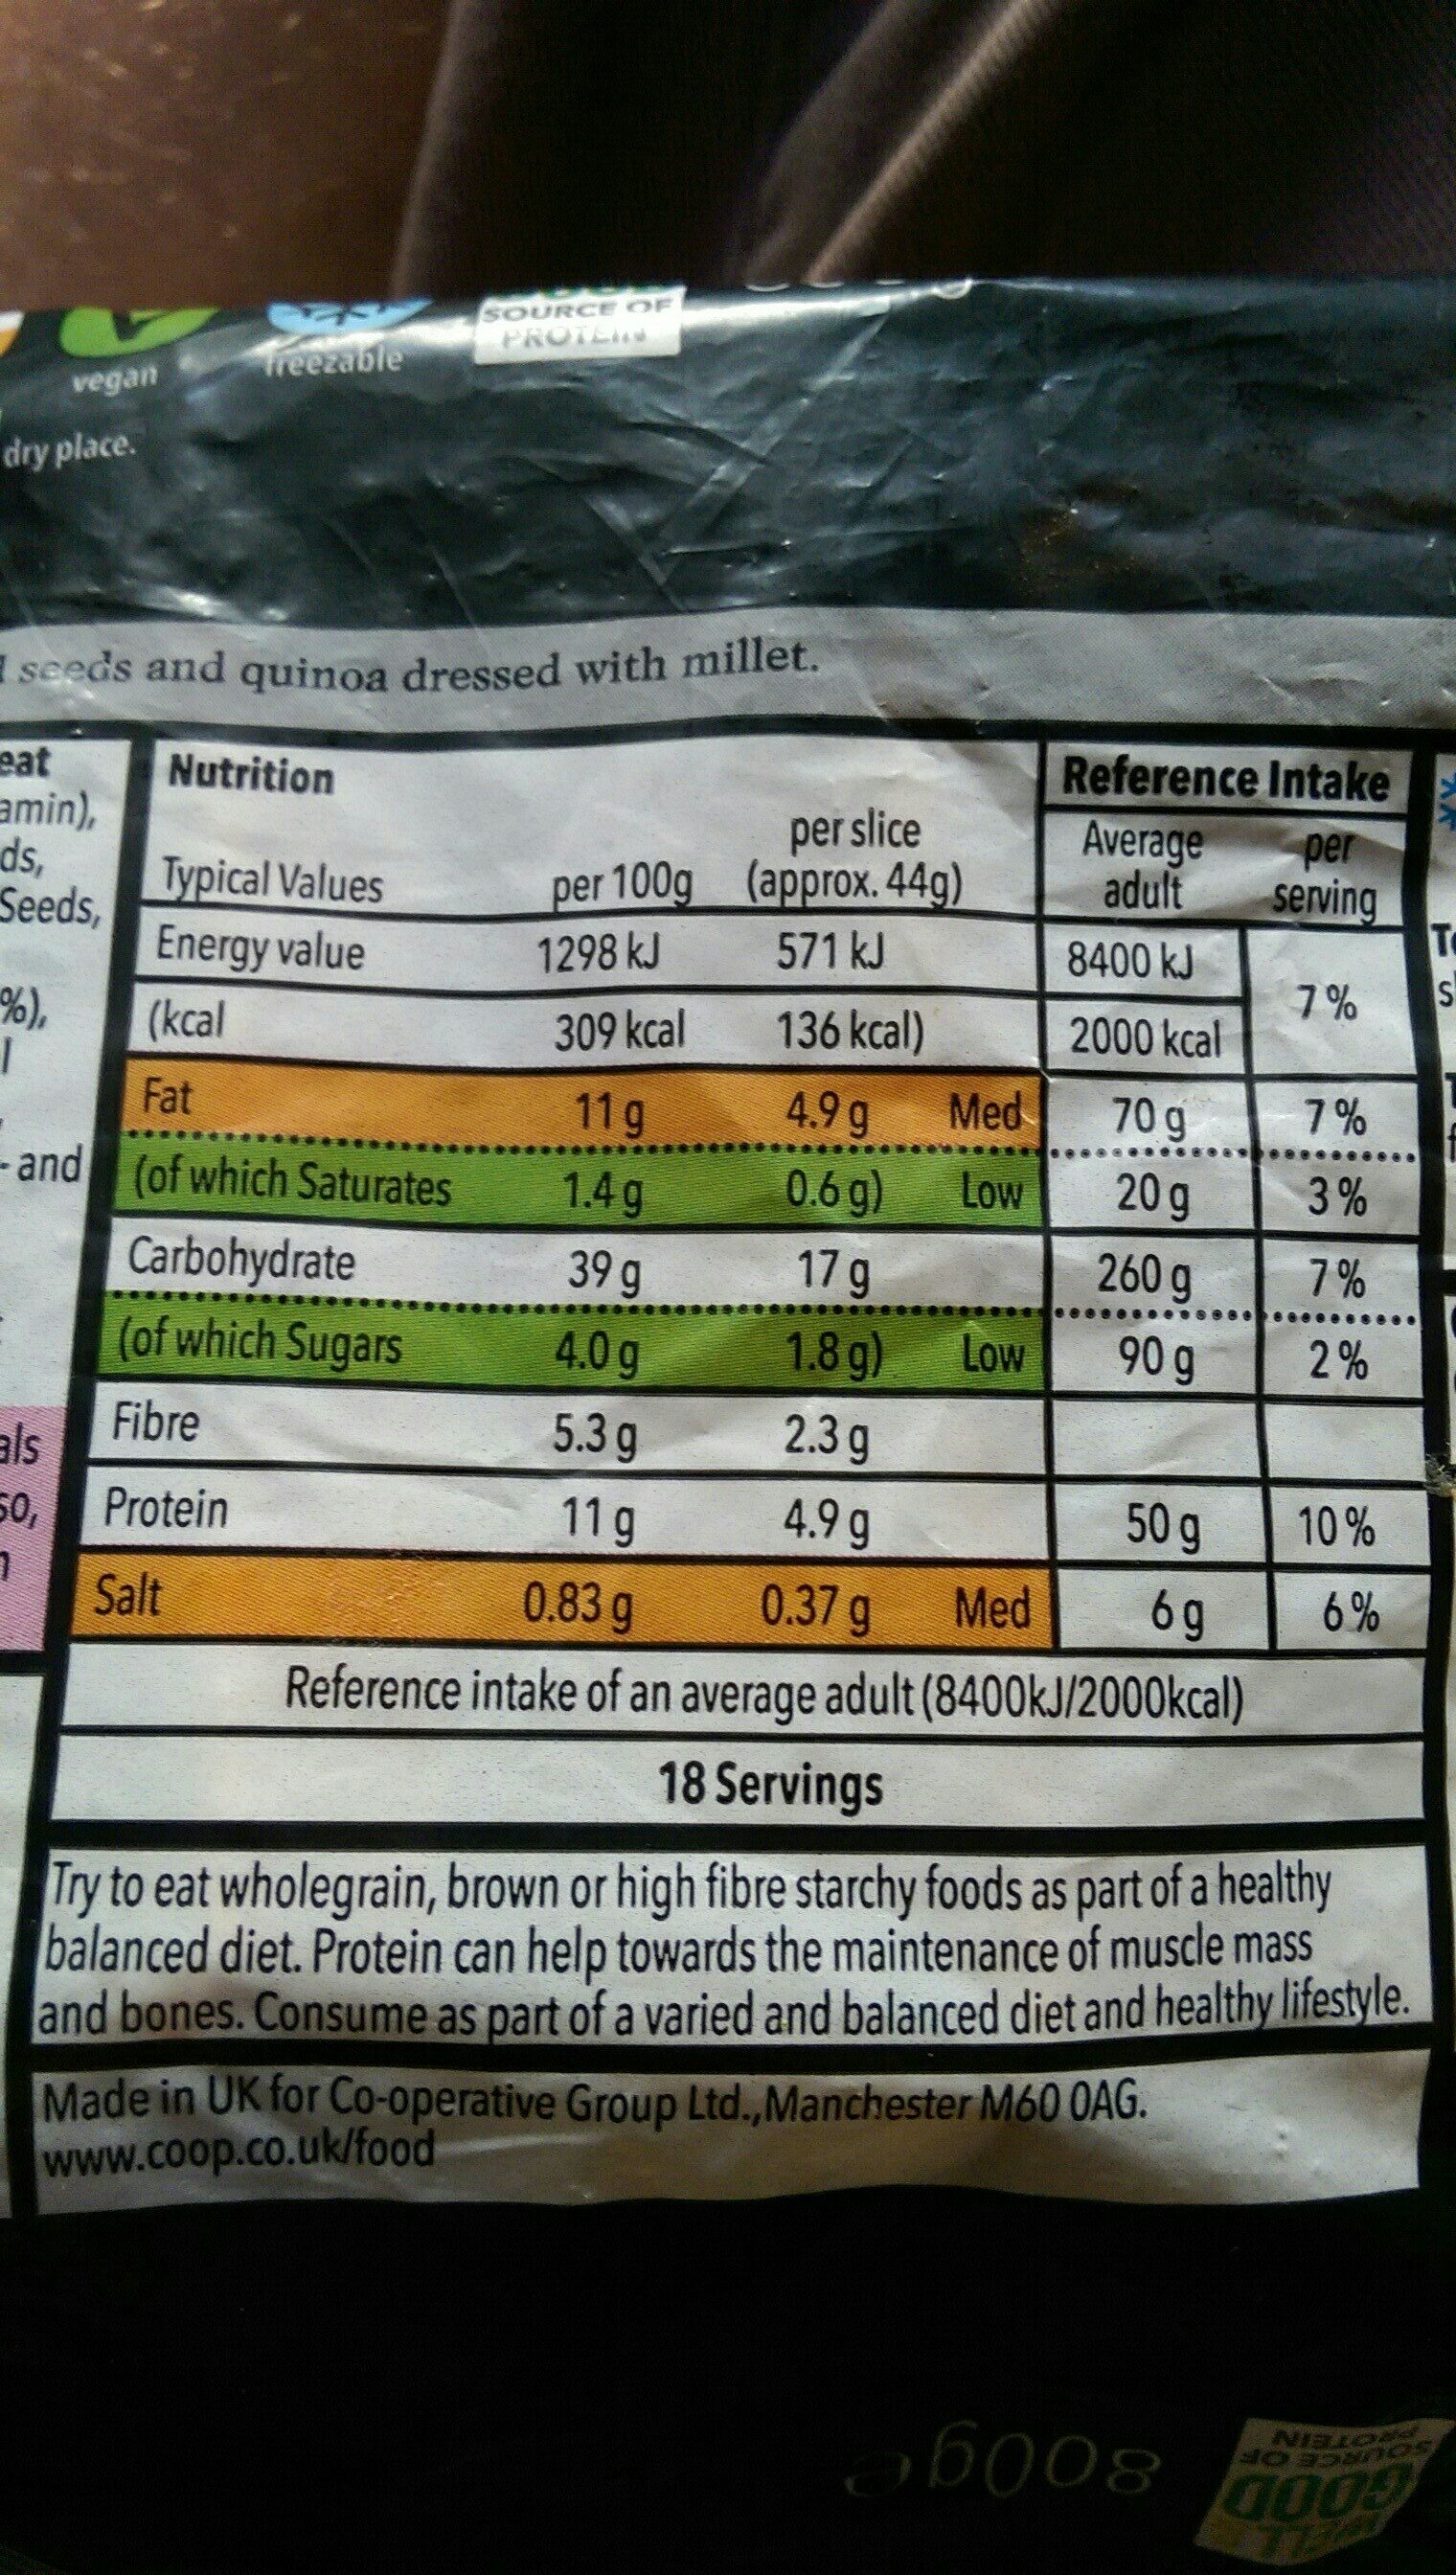 SOURCE OF
PROTEIN
vegan
freezable
dry place.
seeds and quinoa dressed with millet.
Nutrition
Reference Intake
per slice
Average per
Typical Values per 100g (approx. 44g)
adult serving
Energy value 1298 kJ 571 kJ 8400 kJ
7%
(kcal 309 kcal 136 kcal) 2000 kcal
Fat 11 g 4.9 g Med 70 g 7%
(of which Saturates 1.4 g 0.6 g) Low 20 g 3%
Carbohydrate 39 g 17 g 260 g 7%
(of which Sugars 4.0 g 1.8 g) Low 90 g 2%
Fibre 5.3 g 2.3 g
Protein 11 g 4.9 g 50 g 10%
Salt 0.83 g 0.37 g Med 6 g 6%
Reference intake of an average adult (8400kJ/2000kcal)
18 Servings
Try to eat wholegrain, brown or high fibre starchy foods as part of a healthy
balanced diet. Protein can help towards the maintenance of muscle mass
and bones. Consume as part of a varied and balanced diet and healthy lifestyle.
Made in UK for Co-operative Group Ltd., Manchester M60 0AG.
www.coop.co.uk/food
Seeds,
%),
- and
800g e
GOOD
SOURCE OF
PROTEIN